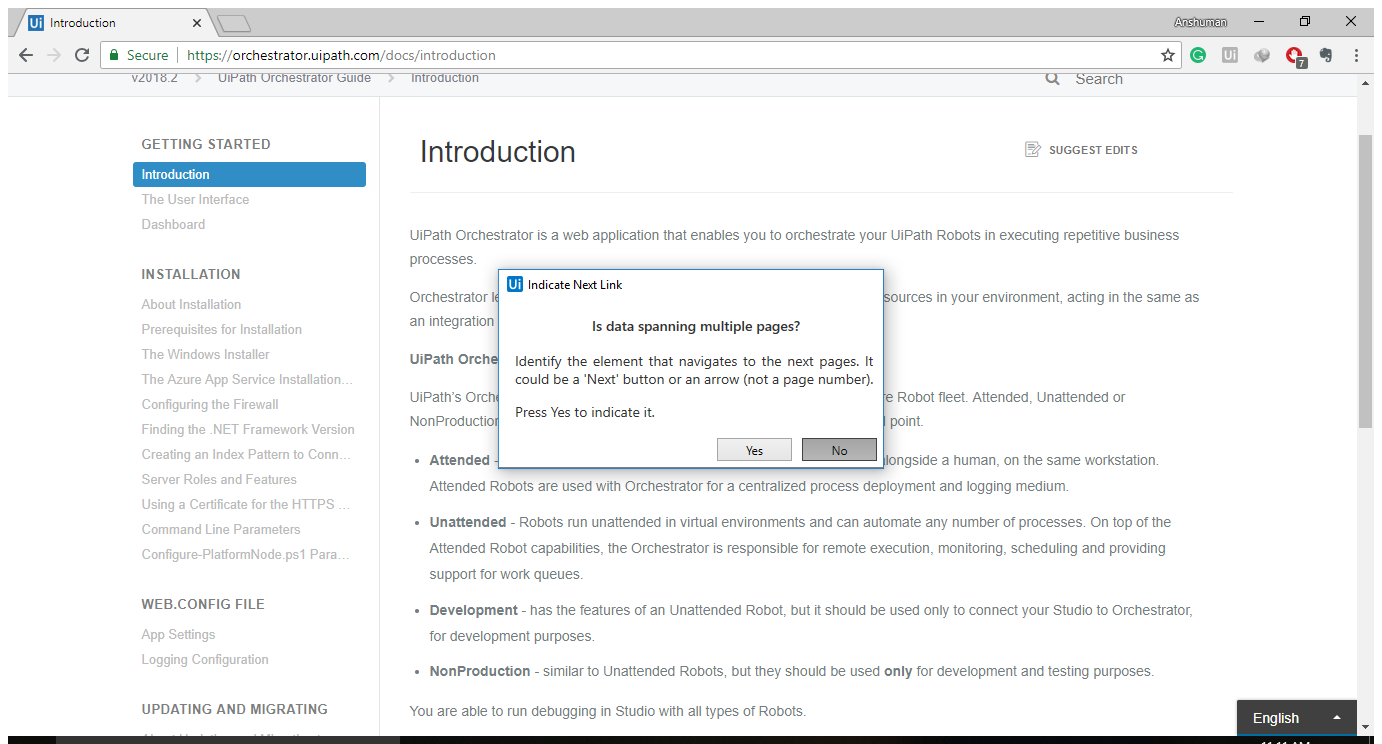 Ui Introduction
Anshuman
Secure https://orchestrator.uipath.com/docs/introduction
Ui
7
v2018.2 UiPath Orchestrator Guide Introduction
Search
GETTING STARTED
Introduction
The User Interface
Dashboard
INSTALLATION
About Installation
Prerequisites for Installation
The Windows Installer
The Azure App Service Installation...
Configuring the Firewall
Finding the .NET Framework Version
Creating an Index Pattern to Conn...
Server Roles and Features
Using a Certificate for the HTTPS ...
Command Line Parameters
Configure-PlatformNode.ps1 Para...
WEB.CONFIG FILE
App Settings
Logging Configuration
UPDATING AND MIGRATING
Introduction
SUGGEST EDITS
UiPath Orchestrator is a web application that enables you to orchestrate your UiPath Robots in executing repetitive business
processes.
Orchestrator sources in your environment, acting in the same as
an integration
UiPath Orche
UiPath's Orche re Robot fleet. Attended, Unattended or
NonProduction point.
Attended - longside a human, on the same workstation.
Attended Robots are used with Orchestrator for a centralized process deployment and logging medium.
Unattended - Robots run unattended in virtual environments and can automate any number of processes. On top of the
Attended Robot capabilities, the Orchestrator is responsible for remote execution, monitoring, scheduling and providing
support for work queues.
Development - has the features of an Unattended Robot, but it should be used only to connect your Studio to Orchestrator,
for development purposes.
NonProduction - similar to Unattended Robots, but they should be used only for development and testing purposes.
You are able to run debugging in Studio with all types of Robots.
Ui Indicate Next Link
Is data spanning multiple pages?
Identify the element that navigates to the next pages. It
could be a 'Next' button or an arrow (not a page number).
Press Yes to indicate it.
Yes
No
English